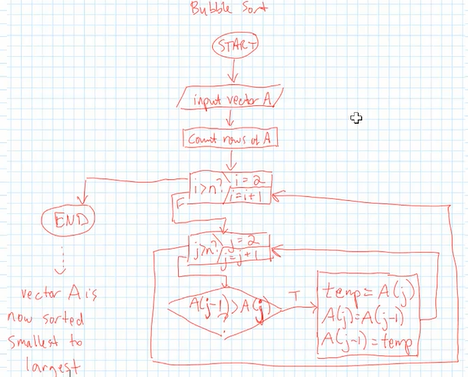 Bubble Sort
START
input vector A
Count rows of A
i>n?
i = 2
i = i+1
F
END
j>n?
j = 2
j = j+1
vector A is
now sorted
smallest to
largest
A(j-1) > A(j)
?
T
temp = A(j)
A(j) = A(j-1)
A(j-1) = temp